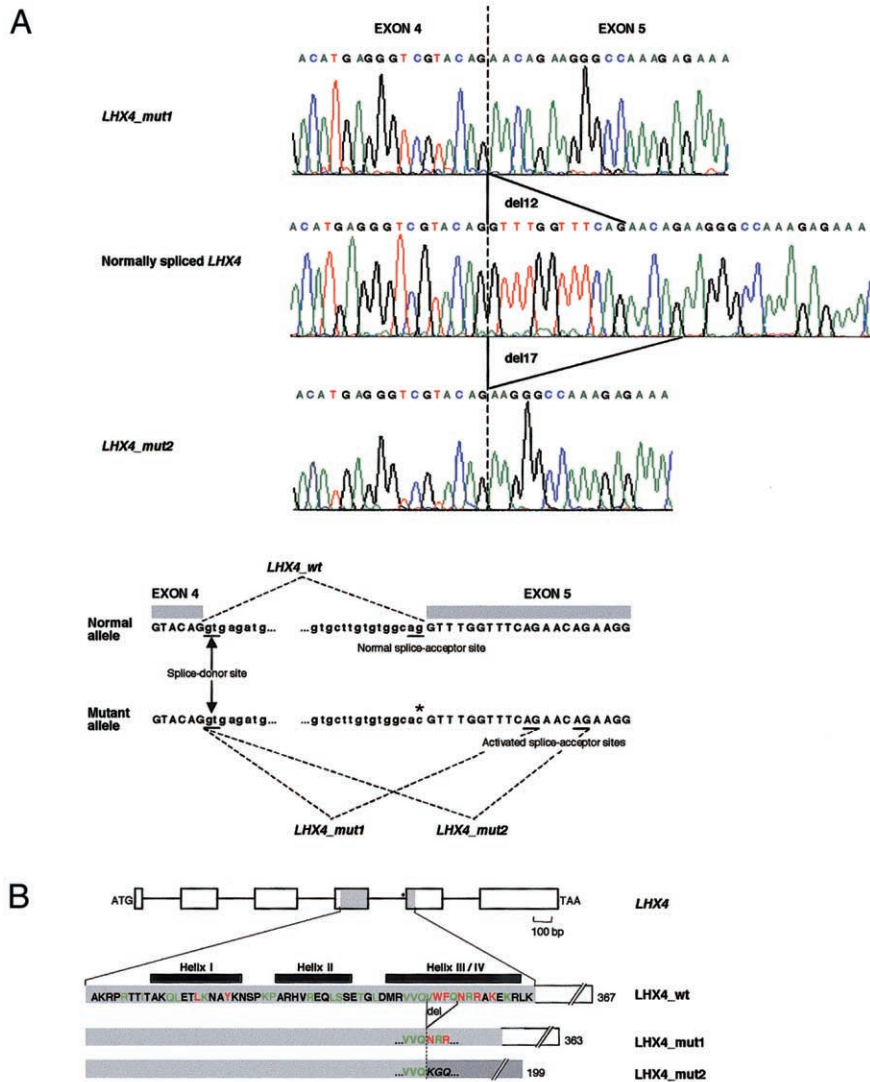 A
EXON 4 EXON 5
ACATGAGGGTCGTACAGAACAGAAGGGCCAAAGAGAAA
LHX4_mut1
del12
ACATGAGGGTCGTACAGGTTTGGTTTCAGAACAGAAGGGCCAAAGAGAAA
Normally spliced LHX4
del17
ACATGAGGGTCGTACAGAAGGGCCAAAGAGAAA
LHX4_mut2
LHX4_wt
EXON 4 EXON 5
Normal allele
GTACAGgtgagatg... ...gtgcttgtgtggcagGTTTGGTTTCAGAACAGAAGG
Normal splice-acceptor site
Splice-donor site
*
Mutant allele
GTACAGgtgagatg... ...gtgcttgtgtggcacGTTTGGTTTCAGAACAGAAGG
Activated splice-acceptor sites
LHX4_mut1 LHX4_mut2
B
ATG * TAA LHX4
100 bp
Helix I Helix II Helix III / IV
AKRPRTTITAKQLETLKNAYKNSPKPARHVREQLSSETGLDMRVVQVWFQNRRAKEKRLK 367 LHX4_wt
del
...VVQNRR... 363 LHX4_mut1
...VVQKGQ... 199 LHX4_mut2